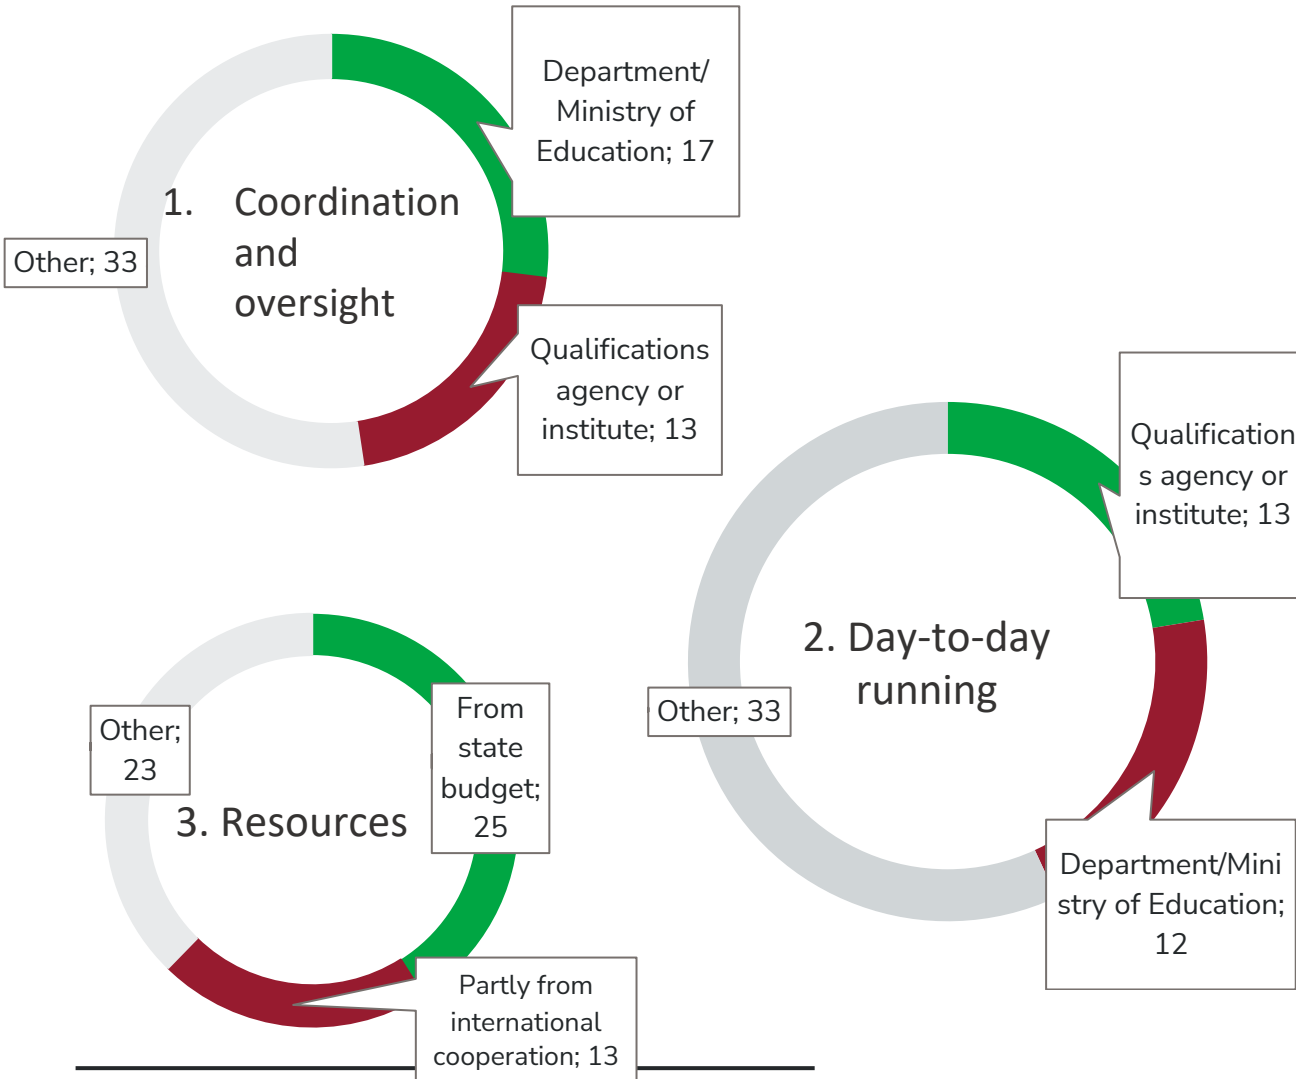 Department/
Ministry of
Education; 17
1. Coordination
and
oversight
Other; 33
Qualifications
agency or
institute; 13
Qualification
s agency or
institute; 13
2. Day-to-day
running
Other; 33
Department/Mini
stry of Education;
12
From
state
budget;
25
Other;
23
3. Resources
Partly from
international
cooperation; 13